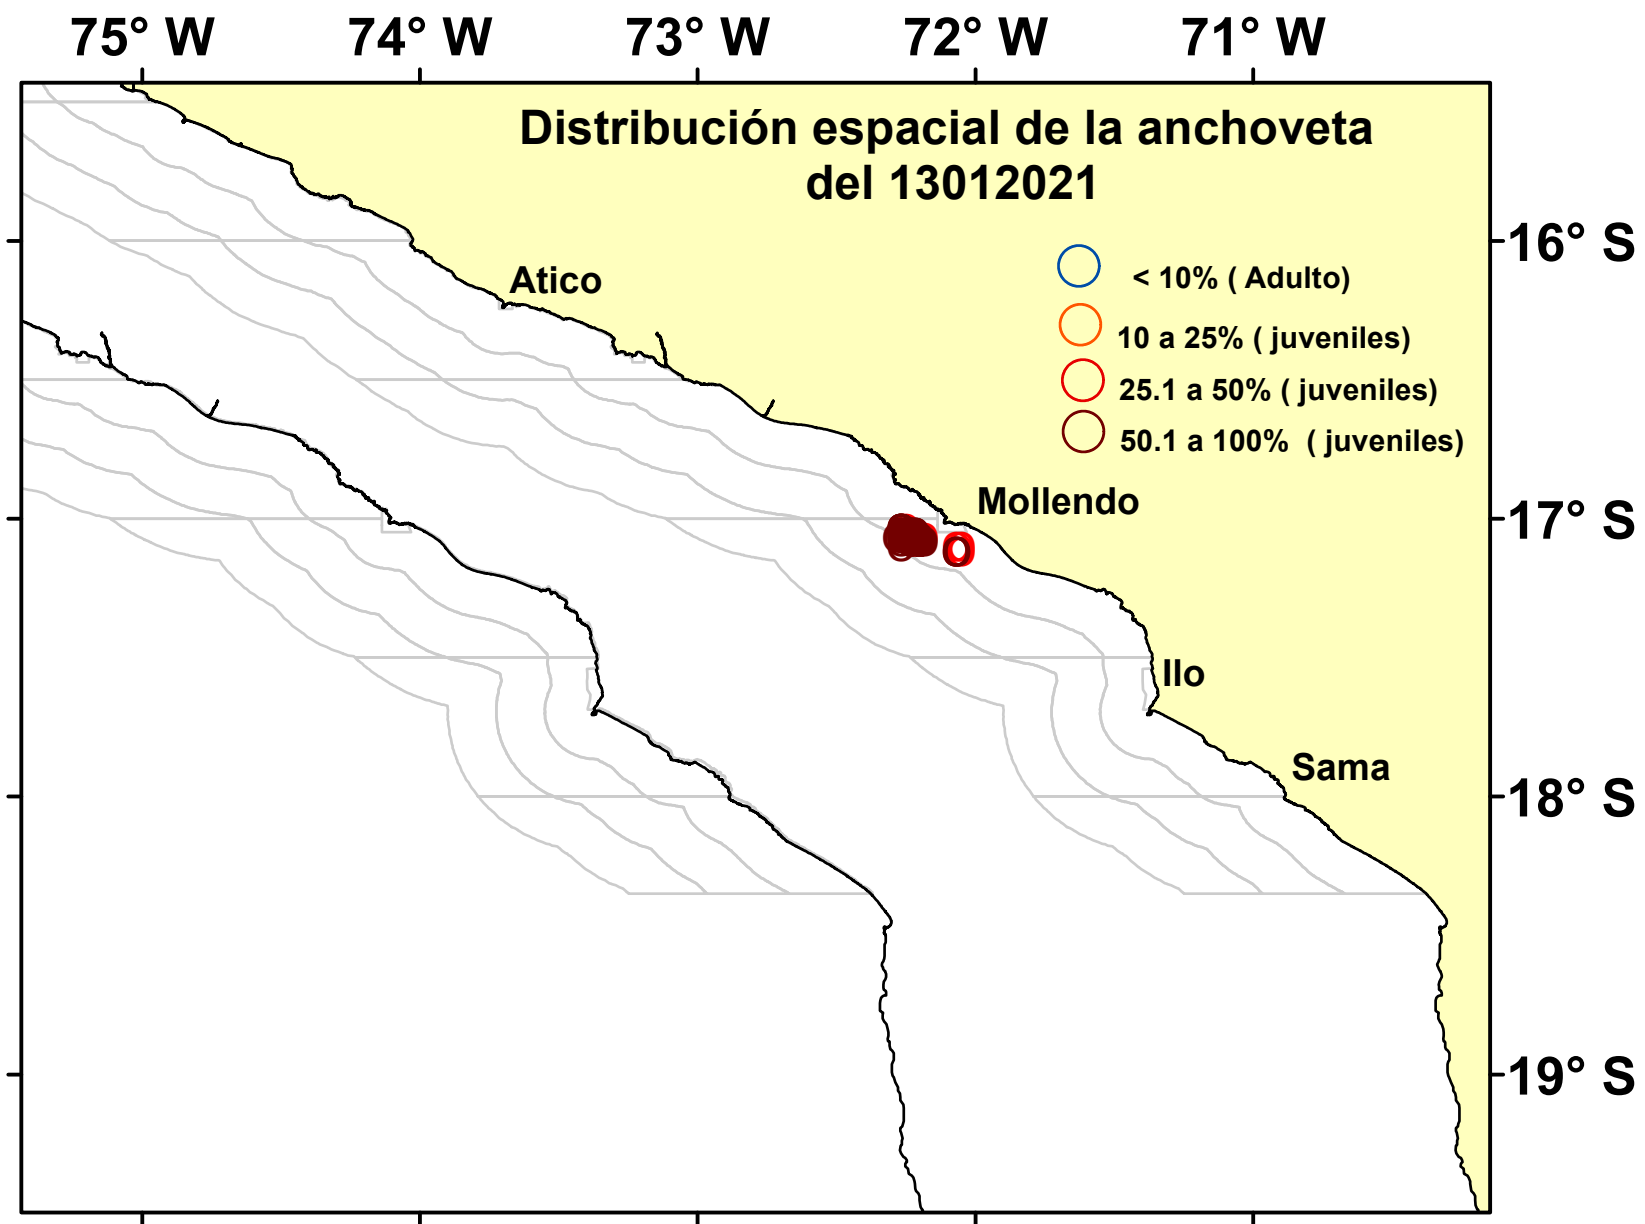 75° W 74° W 73° W 72° W 71° W
Distribución espacial de la anchoveta
del 13012021
16° S
< 10% ( Adulto)
Atico
10 a 25% ( juveniles)
25.1 a 50% ( juveniles)
50.1 a 100% ( juveniles)
Mollendo
17° S
Ilo
Sama
18° S
19° S